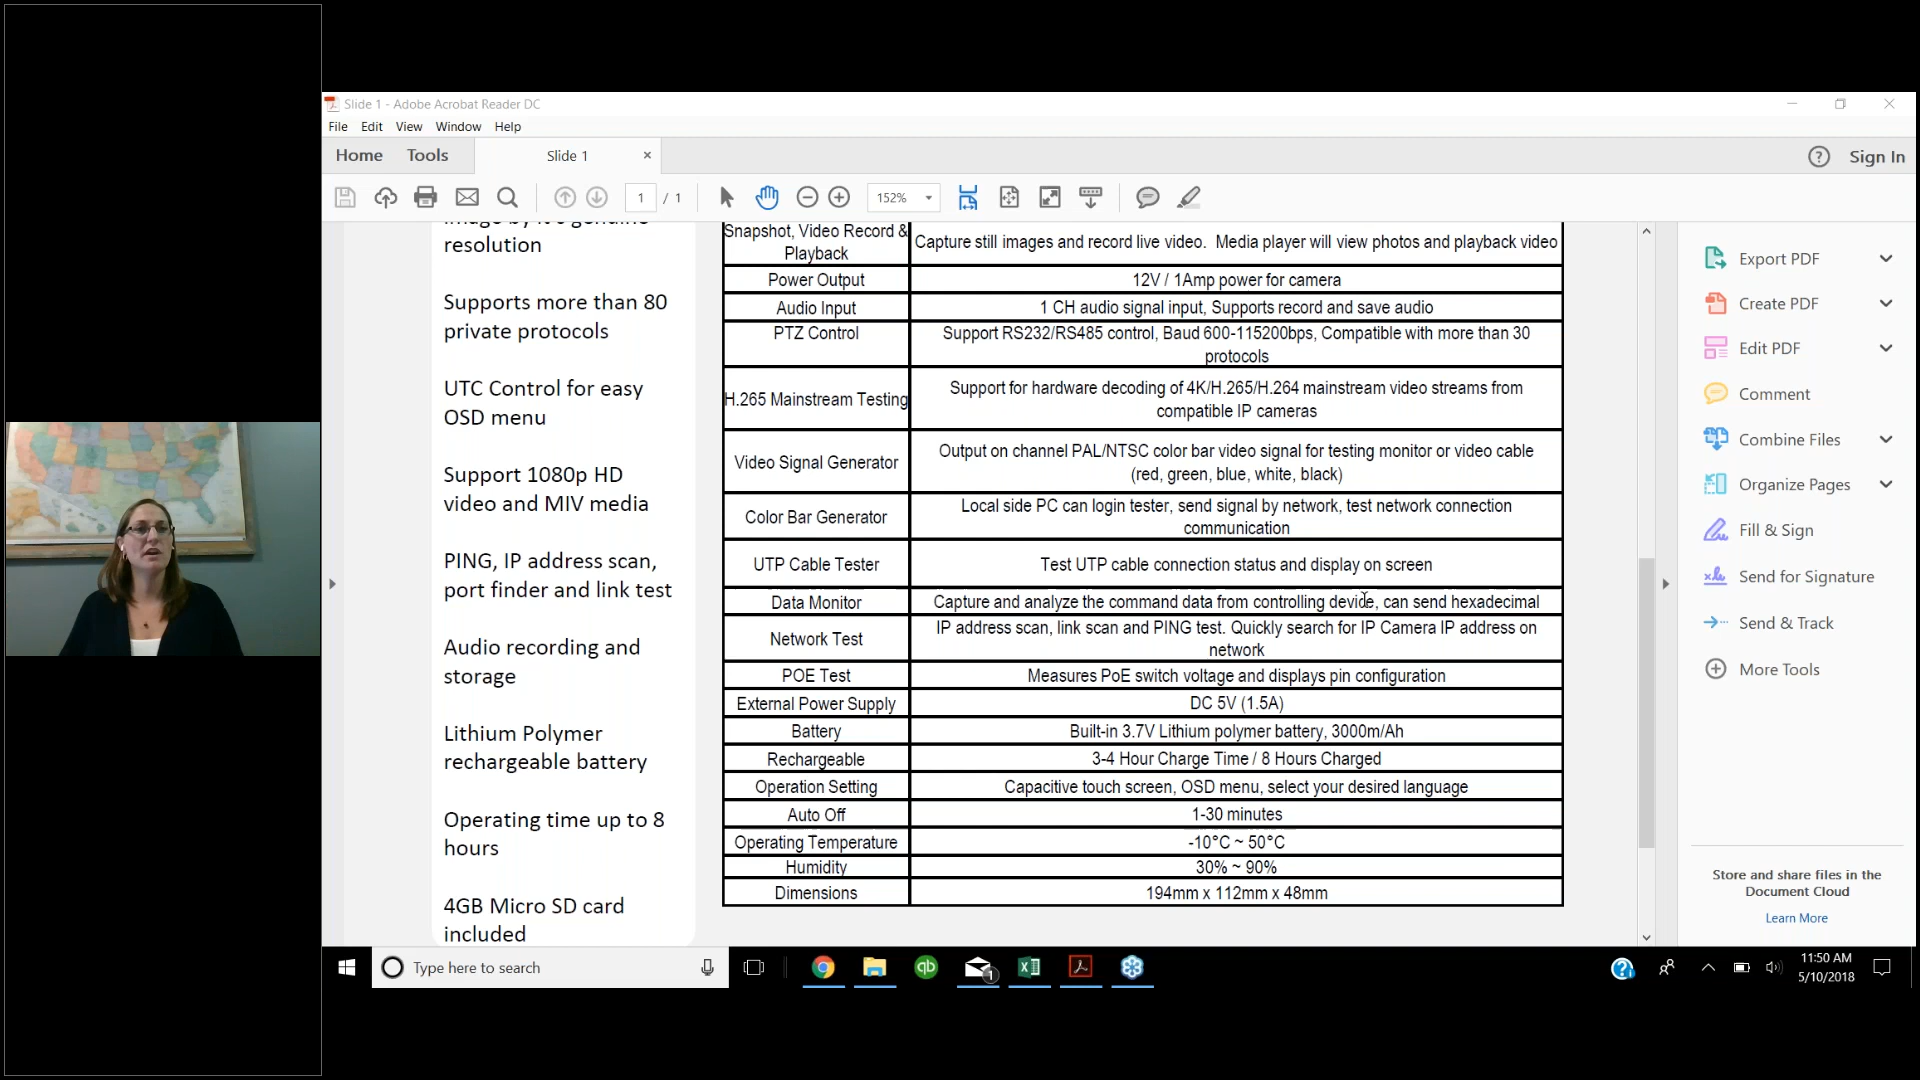 Slide 1 - Adobe Acrobat Reader DC
File Edit View Window Help
Home Tools Slide 1 × ? Sign In
1 / 1 152%
resolution
Supports more than 80
private protocols
UTC Control for easy
OSD menu
Support 1080p HD
video and MIV media
PING, IP address scan,
port finder and link test
Audio recording and
storage
Lithium Polymer
rechargeable battery
Operating time up to 8
hours
4GB Micro SD card
included
Snapshot, Video Record &
Playback
Capture still images and record live video. Media player will view photos and playback video
Power Output
12V / 1Amp power for camera
Audio Input
1 CH audio signal input, Supports record and save audio
PTZ Control
Support RS232/RS485 control, Baud 600-115200bps, Compatible with more than 30
protocols
H.265 Mainstream Testing
Support for hardware decoding of 4K/H.265/H.264 mainstream video streams from
compatible IP cameras
Video Signal Generator
Output on channel PAL/NTSC color bar video signal for testing monitor or video cable
(red, green, blue, white, black)
Color Bar Generator
Local side PC can login tester, send signal by network, test network connection
communication
UTP Cable Tester
Test UTP cable connection status and display on screen
Data Monitor
Capture and analyze the command data from controlling device, can send hexadecimal
Network Test
IP address scan, link scan and PING test. Quickly search for IP Camera IP address on
network
POE Test
Measures PoE switch voltage and displays pin configuration
External Power Supply
DC 5V (1.5A)
Battery
Built-in 3.7V Lithium polymer battery, 3000m/Ah
Rechargeable
3-4 Hour Charge Time / 8 Hours Charged
Operation Setting
Capacitive touch screen, OSD menu, select your desired language
Auto Off
1-30 minutes
Operating Temperature
-10°C ~ 50°C
Humidity
30% ~ 90%
Dimensions
194mm x 112mm x 48mm
Export PDF
Create PDF
Edit PDF
Comment
Combine Files
Organize Pages
Fill & Sign
Send for Signature
Send & Track
More Tools
Store and share files in the
Document Cloud
Learn More
Type here to search
qb
1
11:50 AM
5/10/2018